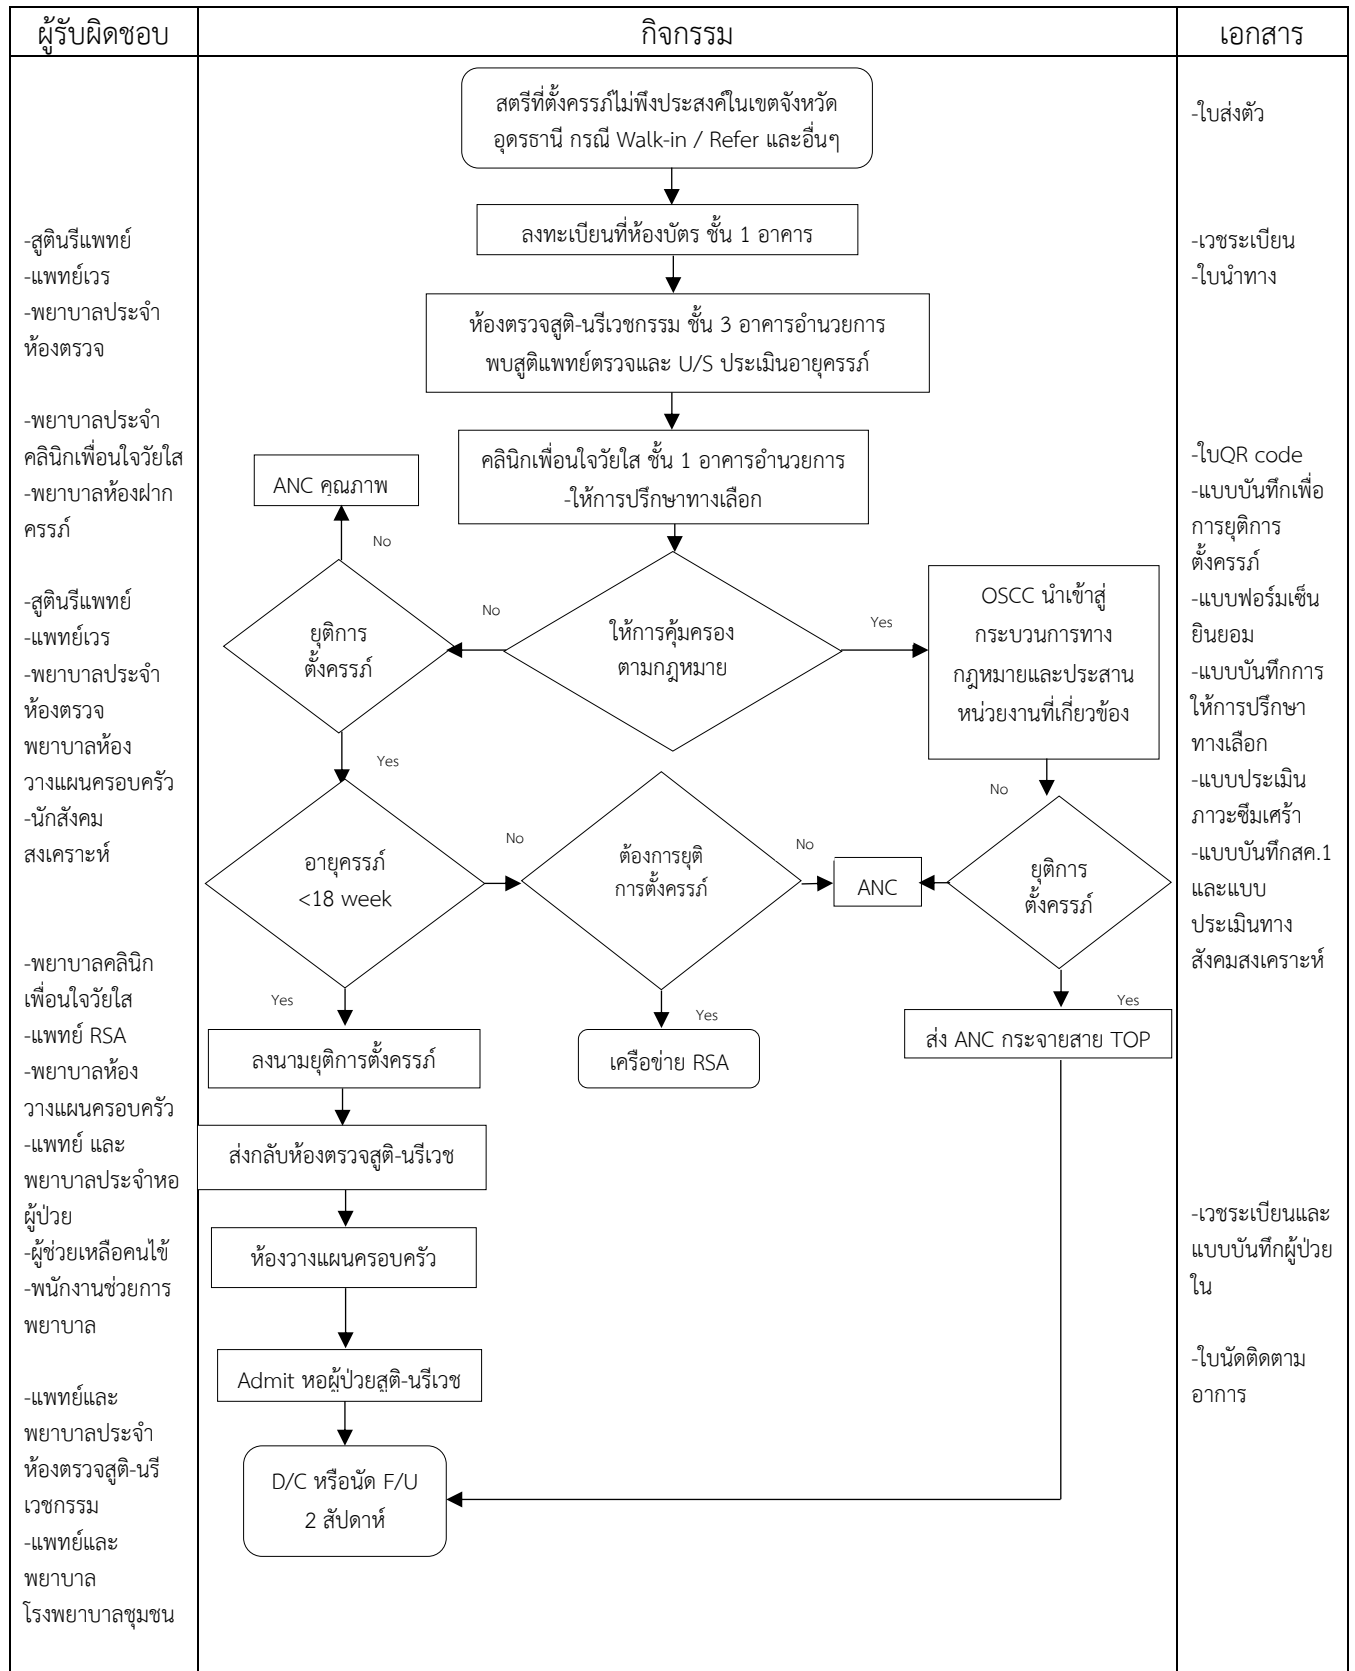 ผู้รับผิดชอบ
กิจกรรม
เอกสาร
-สูตินรีแพทย์
-แพทย์เวร
-พยาบาลประจำ
ห้องตรวจ
-พยาบาลประจำ
คลินิกเพื่อนใจวัยใส
-พยาบาลห้องฝาก
ครรภ์
-สูตินรีแพทย์
-แพทย์เวร
-พยาบาลประจำ
ห้องตรวจ
พยาบาลห้อง
วางแผนครอบครัว
-นักสังคม
สงเคราะห์
-พยาบาลคลินิก
เพื่อนใจวัยใส
-แพทย์ RSA
-พยาบาลห้อง
วางแผนครอบครัว
-แพทย์ และ
พยาบาลประจำหอ
ผู้ป่วย
-ผู้ช่วยเหลือคนไข้
-พนักงานช่วยการ
พยาบาล
-แพทย์และ
พยาบาลประจำ
ห้องตรวจสูติ-นรี
เวชกรรม
-แพทย์และ
พยาบาล
โรงพยาบาลชุมชน
สตรีที่ตั้งครรภ์ไม่พึงประสงค์ในเขตจังหวัด
อุดรธานี กรณี Walk-in / Refer และอื่นๆ
ลงทะเบียนที่ห้องบัตร ชั้น 1 อาคาร
ห้องตรวจสูติ-นรีเวชกรรม ชั้น 3 อาคารอำนวยการ
พบสูติแพทย์ตรวจและ U/S ประเมินอายุครรภ์
คลินิกเพื่อนใจวัยใส ชั้น 1 อาคารอำนวยการ
-ให้การปรึกษาทางเลือก
ANC คุณภาพ
No
ยุติการ
ตั้งครรภ์
No
ให้การคุ้มครอง
ตามกฎหมาย
Yes
OSCC นำเข้าสู่
กระบวนการทาง
กฎหมายและประสาน
หน่วยงานที่เกี่ยวข้อง
Yes
No
อายุครรภ์
<18 week
No
ต้องการยุติ
การตั้งครรภ์
No
ANC
ยุติการ
ตั้งครรภ์
Yes
Yes
Yes
ลงนามยุติการตั้งครรภ์
เครือข่าย RSA
ส่ง ANC กระจายสาย TOP
ส่งกลับห้องตรวจสูติ-นรีเวช
ห้องวางแผนครอบครัว
Admit หอผู้ป่วยสูติ-นรีเวช
D/C หรือนัด F/U
2 สัปดาห์
-ใบส่งตัว
-เวชระเบียน
-ใบนำทาง
-ใบQR code
-แบบบันทึกเพื่อ
การยุติการ
ตั้งครรภ์
-แบบฟอร์มเซ็น
ยินยอม
-แบบบันทึกการ
ให้การปรึกษา
ทางเลือก
-แบบประเมิน
ภาวะซึมเศร้า
-แบบบันทึกสค.1
และแบบ
ประเมินทาง
สังคมสงเคราะห์
-เวชระเบียนและ
แบบบันทึกผู้ป่วย
ใน
-ใบนัดติดตาม
อาการ